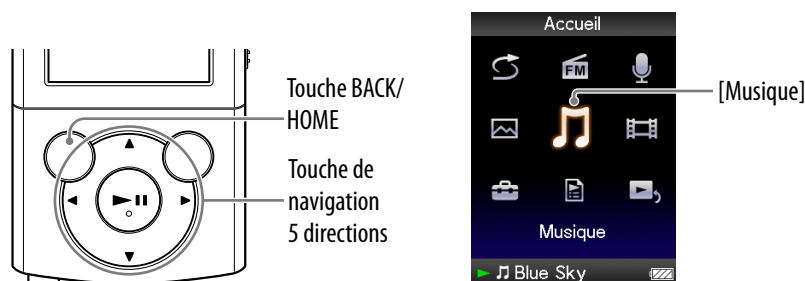 Touche BACK/
HOME
Touche de
navigation
5 directions
Accueil
FM
[Musique]
Musique
Blue Sky